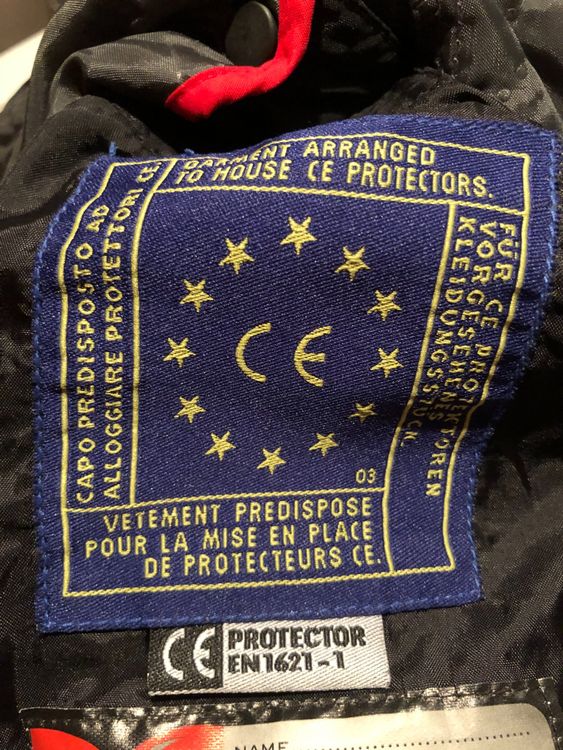 GARMENT ARRANGED
TO HOUSE CE PROTECTORS.
CAPO PREDISPOSTO AD
ALLOGGIARE PROTETTORI CE.
FÜR CE PROTEKTOREN
VORGESEHENES
KLEIDUNGSSTÜCK.
CE
03
VETEMENT PREDISPOSE
POUR LA MISE EN PLACE
DE PROTECTEURS CE.
CE PROTECTOR
EN1621-1
NAME